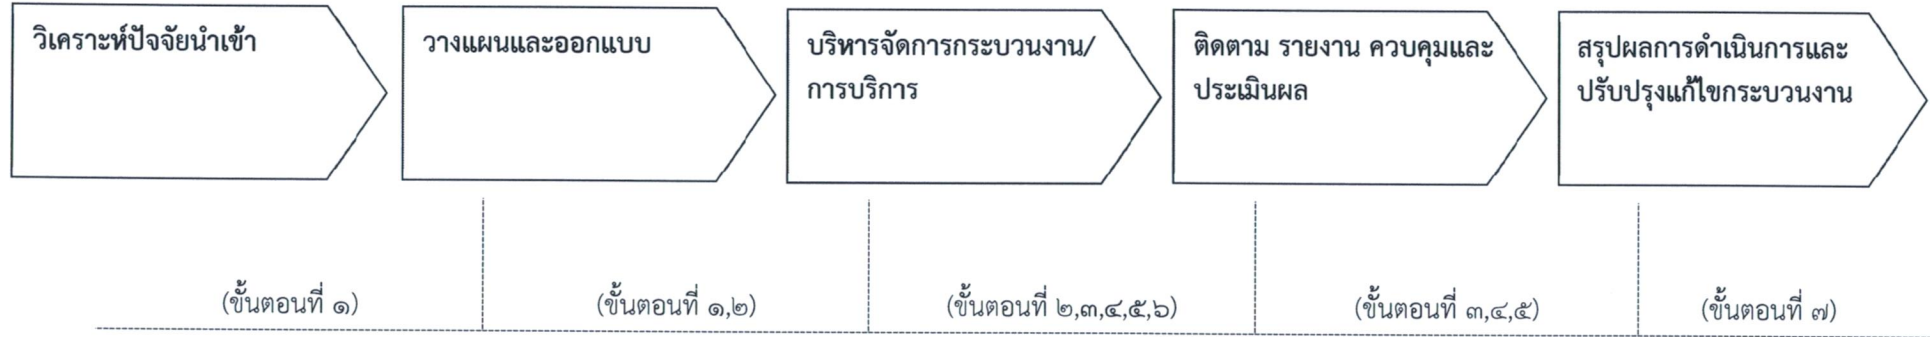 วิเคราะห์ปัจจัยนำเข้า
วางแผนและออกแบบ
บริหารจัดการกระบวนงาน/
การบริการ
ติดตาม รายงาน ควบคุมและ
ประเมินผล
สรุปผลการดำเนินการและ
ปรับปรุงแก้ไขกระบวนงาน
(ขั้นตอนที่ ๑)
(ขั้นตอนที่ ๑,๒)
(ขั้นตอนที่ ๒,๓,๔,๕,๖)
(ขั้นตอนที่ ๓,๔,๕)
(ขั้นตอนที่ ๗)